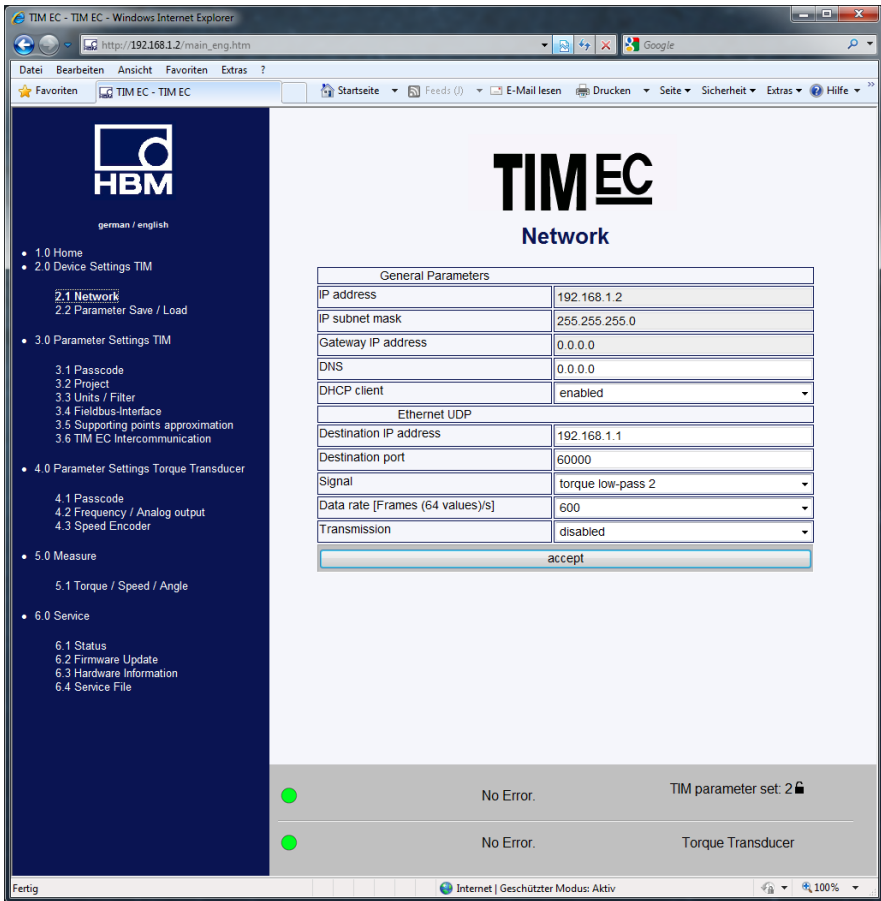 TIM EC - TIM EC - Windows Internet Explorer
http://192.168.1.2/main_eng.htm
Google
Datei Bearbeiten Ansicht Favoriten Extras ?
Favoriten TIM EC - TIM EC Startseite Feeds (J) E-Mail lesen Drucken Seite Sicherheit Extras Hilfe
HBM
german / english
1.0 Home
2.0 Device Settings TIM
2.1 Network
2.2 Parameter Save / Load
3.0 Parameter Settings TIM
3.1 Passcode
3.2 Project
3.3 Units / Filter
3.4 Fieldbus-Interface
3.5 Supporting points approximation
3.6 TIM EC Intercommunication
4.0 Parameter Settings Torque Transducer
4.1 Passcode
4.2 Frequency / Analog output
4.3 Speed Encoder
5.0 Measure
5.1 Torque / Speed / Angle
6.0 Service
6.1 Status
6.2 Firmware Update
6.3 Hardware Information
6.4 Service File
TIM EC
Network
General Parameters
IP address 192.168.1.2
IP subnet mask 255.255.255.0
Gateway IP address 0.0.0.0
DNS 0.0.0.0
DHCP client enabled
Ethernet UDP
Destination IP address 192.168.1.1
Destination port 60000
Signal torque low-pass 2
Data rate [Frames (64 values)/s] 600
Transmission disabled
accept
No Error. TIM parameter set: 2
No Error. Torque Transducer
Fertig Internet | Geschützter Modus: Aktiv 100%